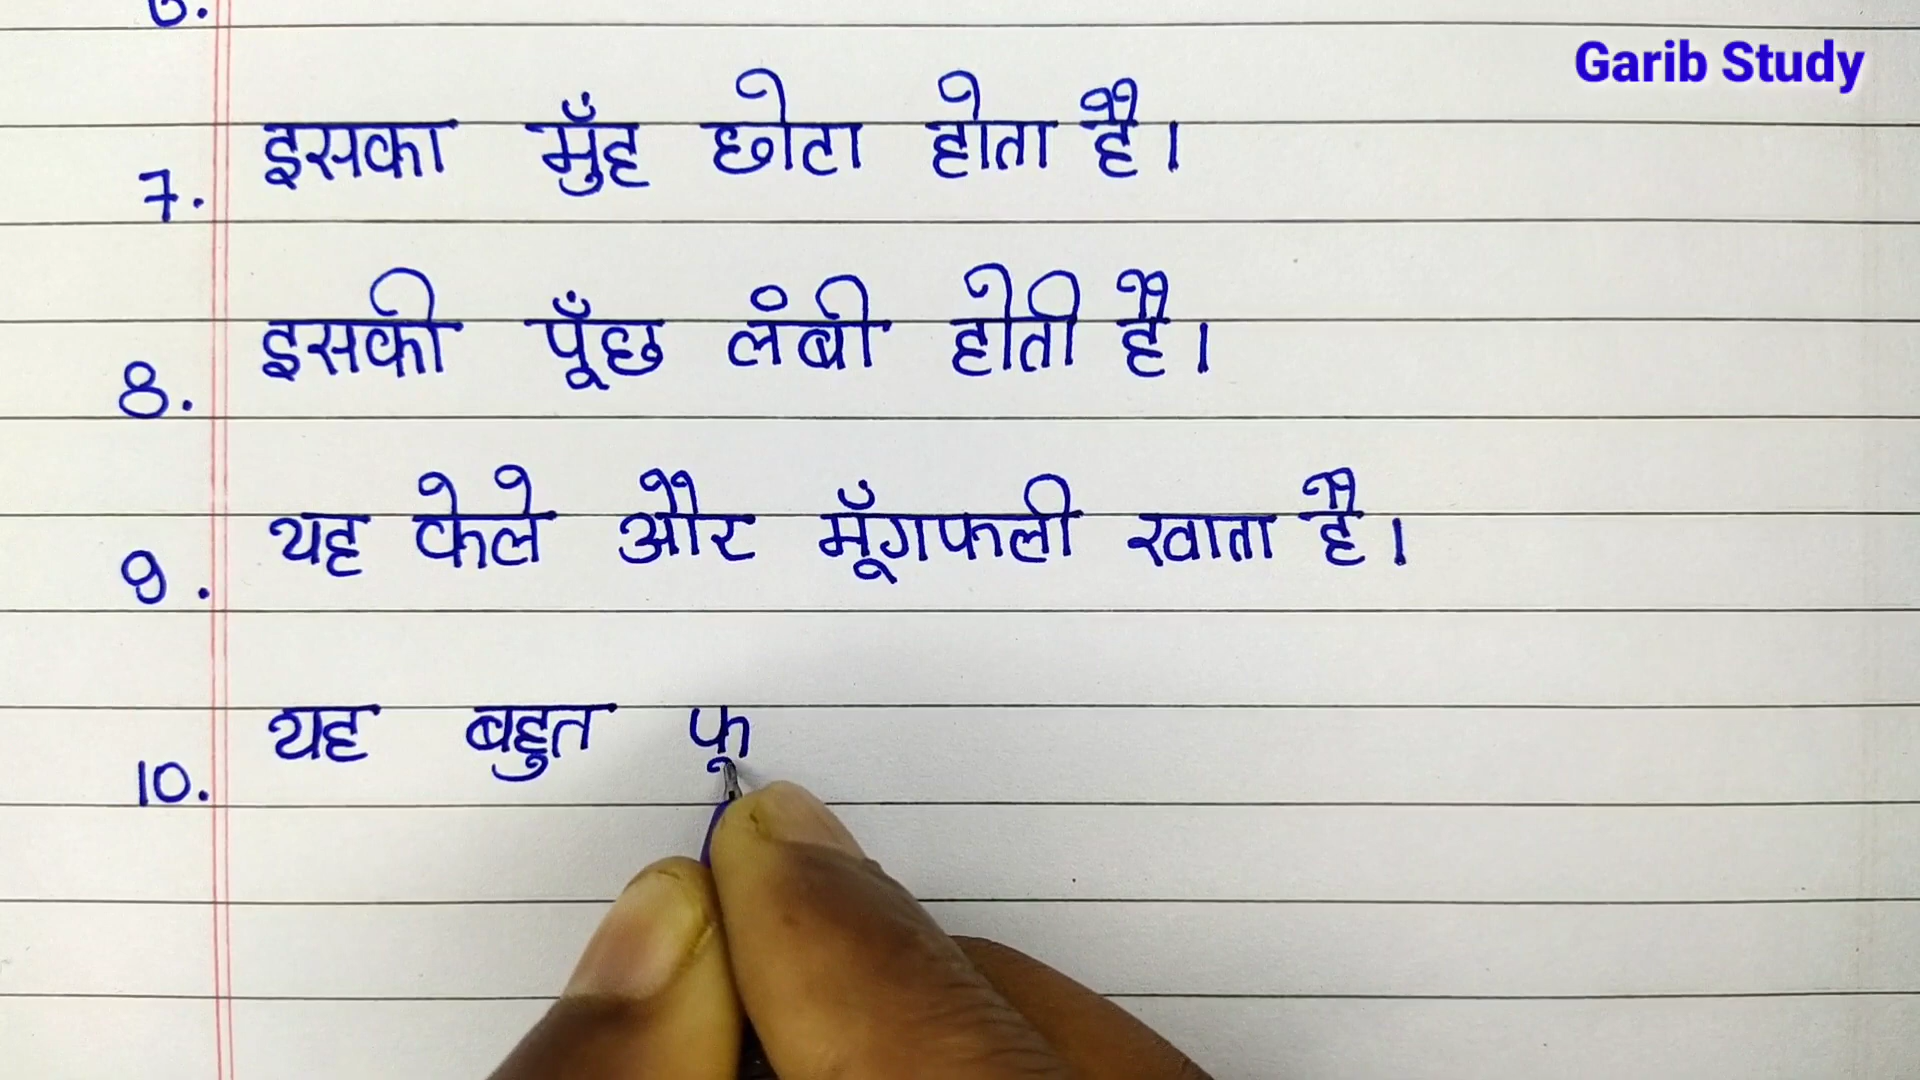 Garib Study
7. इसका मुँह छोटा होता है।
8. इसकी पूँछ लंबी होती है।
9. यह केले और मूँगफली खाता है।
10. यह बहुत फू